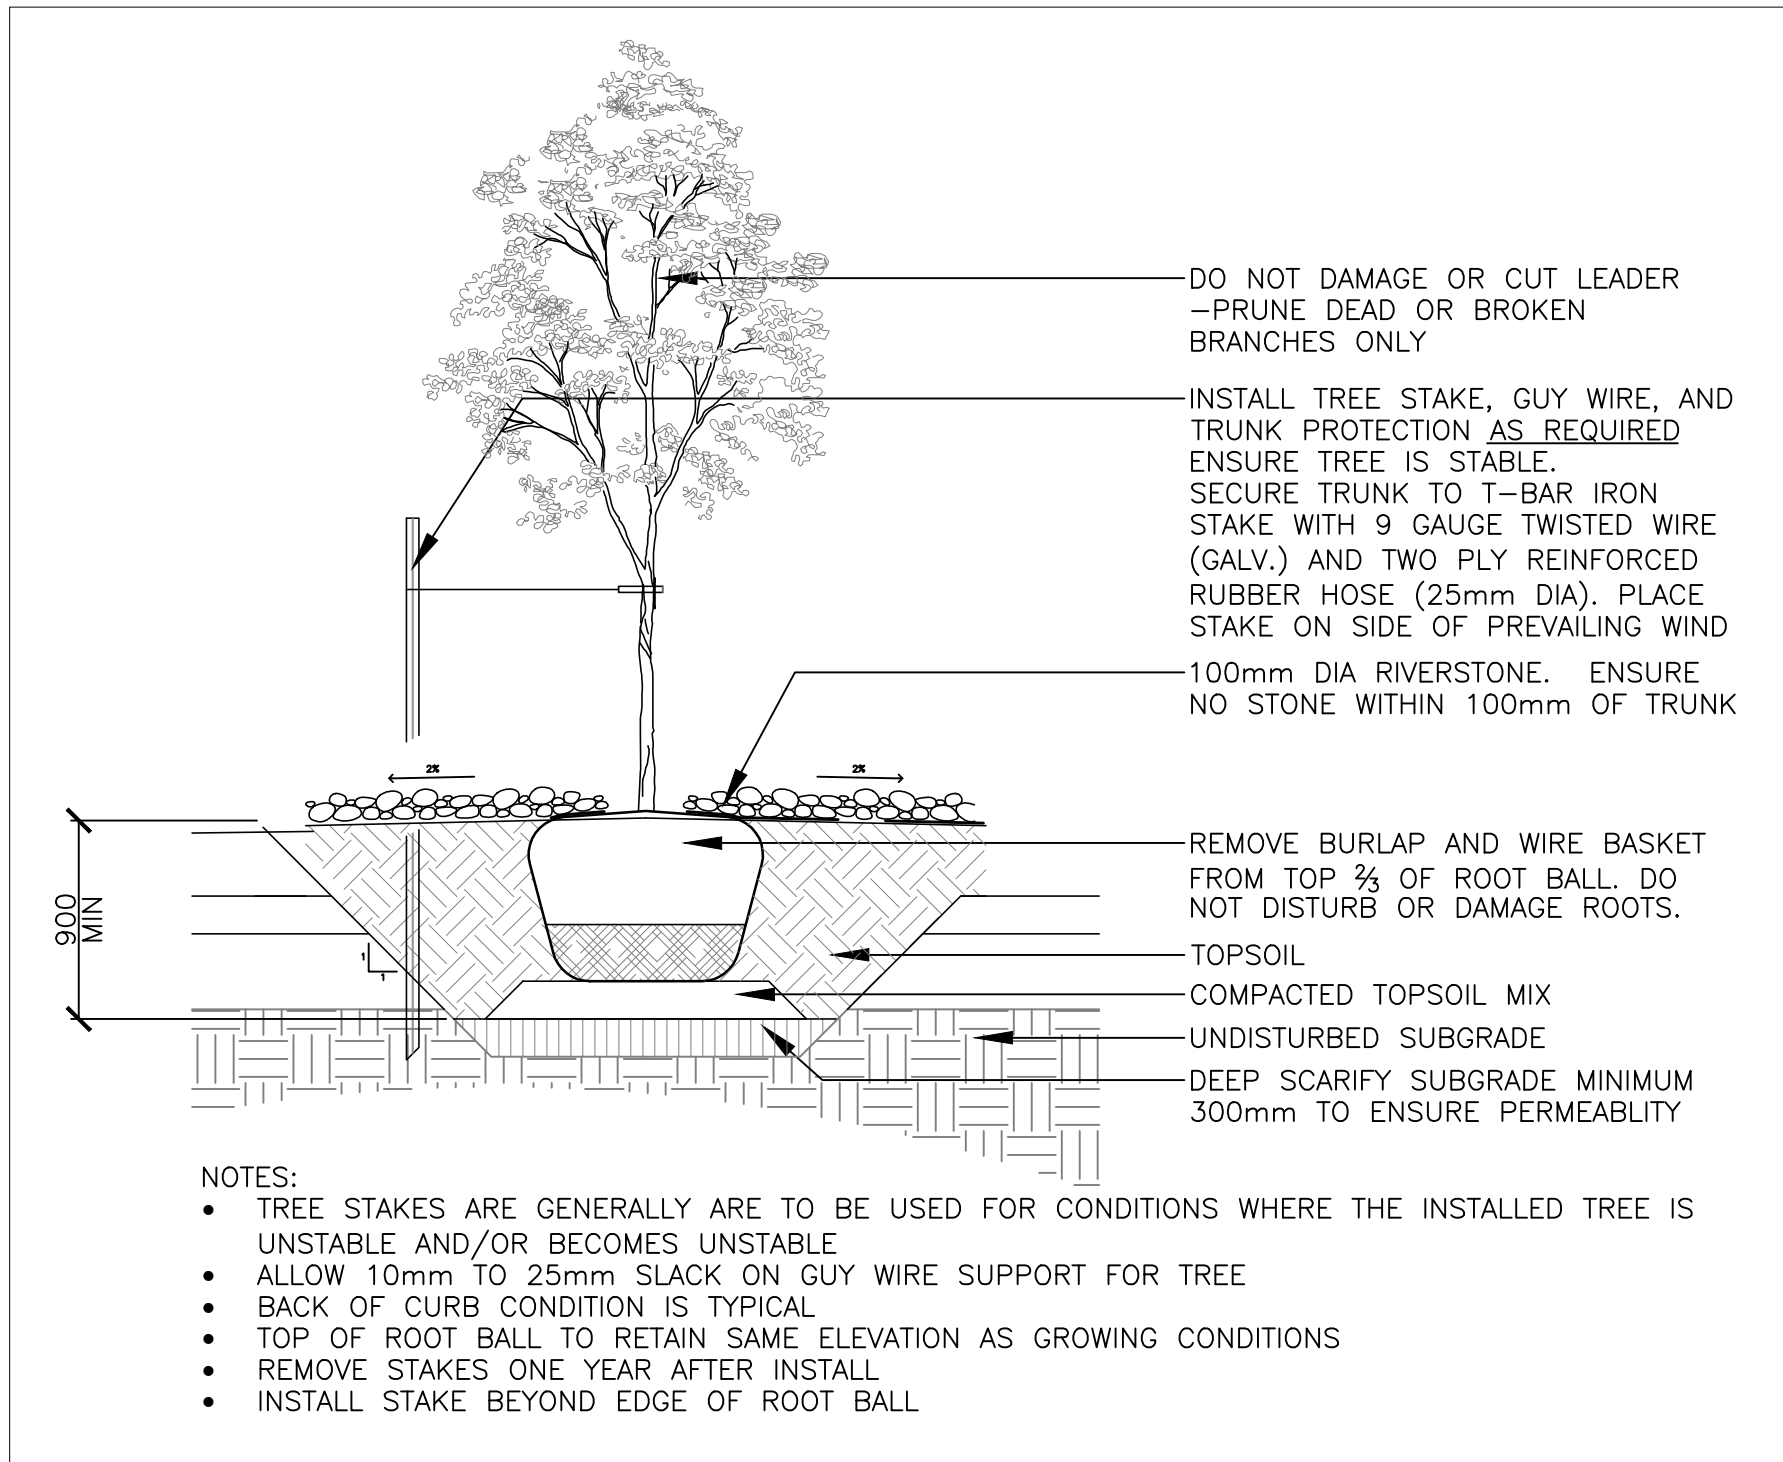 DO NOT DAMAGE OR CUT LEADER
-PRUNE DEAD OR BROKEN
BRANCHES ONLY
INSTALL TREE STAKE, GUY WIRE, AND
TRUNK PROTECTION AS REQUIRED
ENSURE TREE IS STABLE.
SECURE TRUNK TO T-BAR IRON
STAKE WITH 9 GAUGE TWISTED WIRE
(GALV.) AND TWO PLY REINFORCED
RUBBER HOSE (25mm DIA). PLACE
STAKE ON SIDE OF PREVAILING WIND
100mm DIA RIVERSTONE. ENSURE
NO STONE WITHIN 100mm OF TRUNK
2%
2%
REMOVE BURLAP AND WIRE BASKET
FROM TOP ⅔ OF ROOT BALL. DO
NOT DISTURB OR DAMAGE ROOTS.
900
MIN
1
1
TOPSOIL
COMPACTED TOPSOIL MIX
UNDISTURBED SUBGRADE
DEEP SCARIFY SUBGRADE MINIMUM
300mm TO ENSURE PERMEABLITY
NOTES:
• TREE STAKES ARE GENERALLY ARE TO BE USED FOR CONDITIONS WHERE THE INSTALLED TREE IS
UNSTABLE AND/OR BECOMES UNSTABLE
• ALLOW 10mm TO 25mm SLACK ON GUY WIRE SUPPORT FOR TREE
• BACK OF CURB CONDITION IS TYPICAL
• TOP OF ROOT BALL TO RETAIN SAME ELEVATION AS GROWING CONDITIONS
• REMOVE STAKES ONE YEAR AFTER INSTALL
• INSTALL STAKE BEYOND EDGE OF ROOT BALL